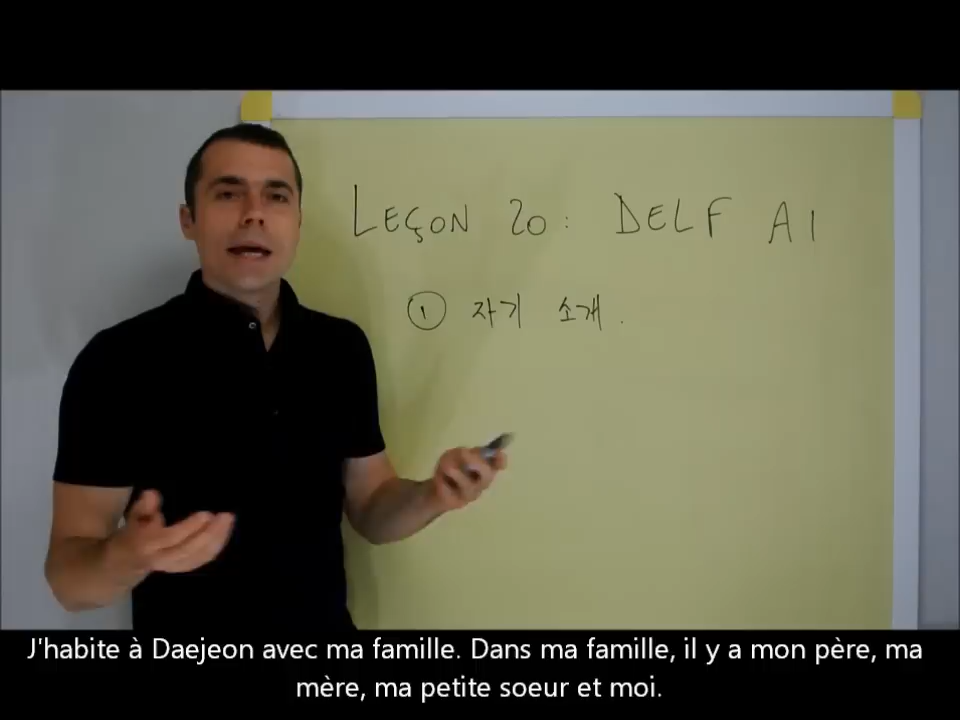 LEÇON 20: DELF A1
① 자기 소개.
J'habite à Daejeon avec ma famille. Dans ma famille, il y a mon père, ma
mère, ma petite soeur et moi.